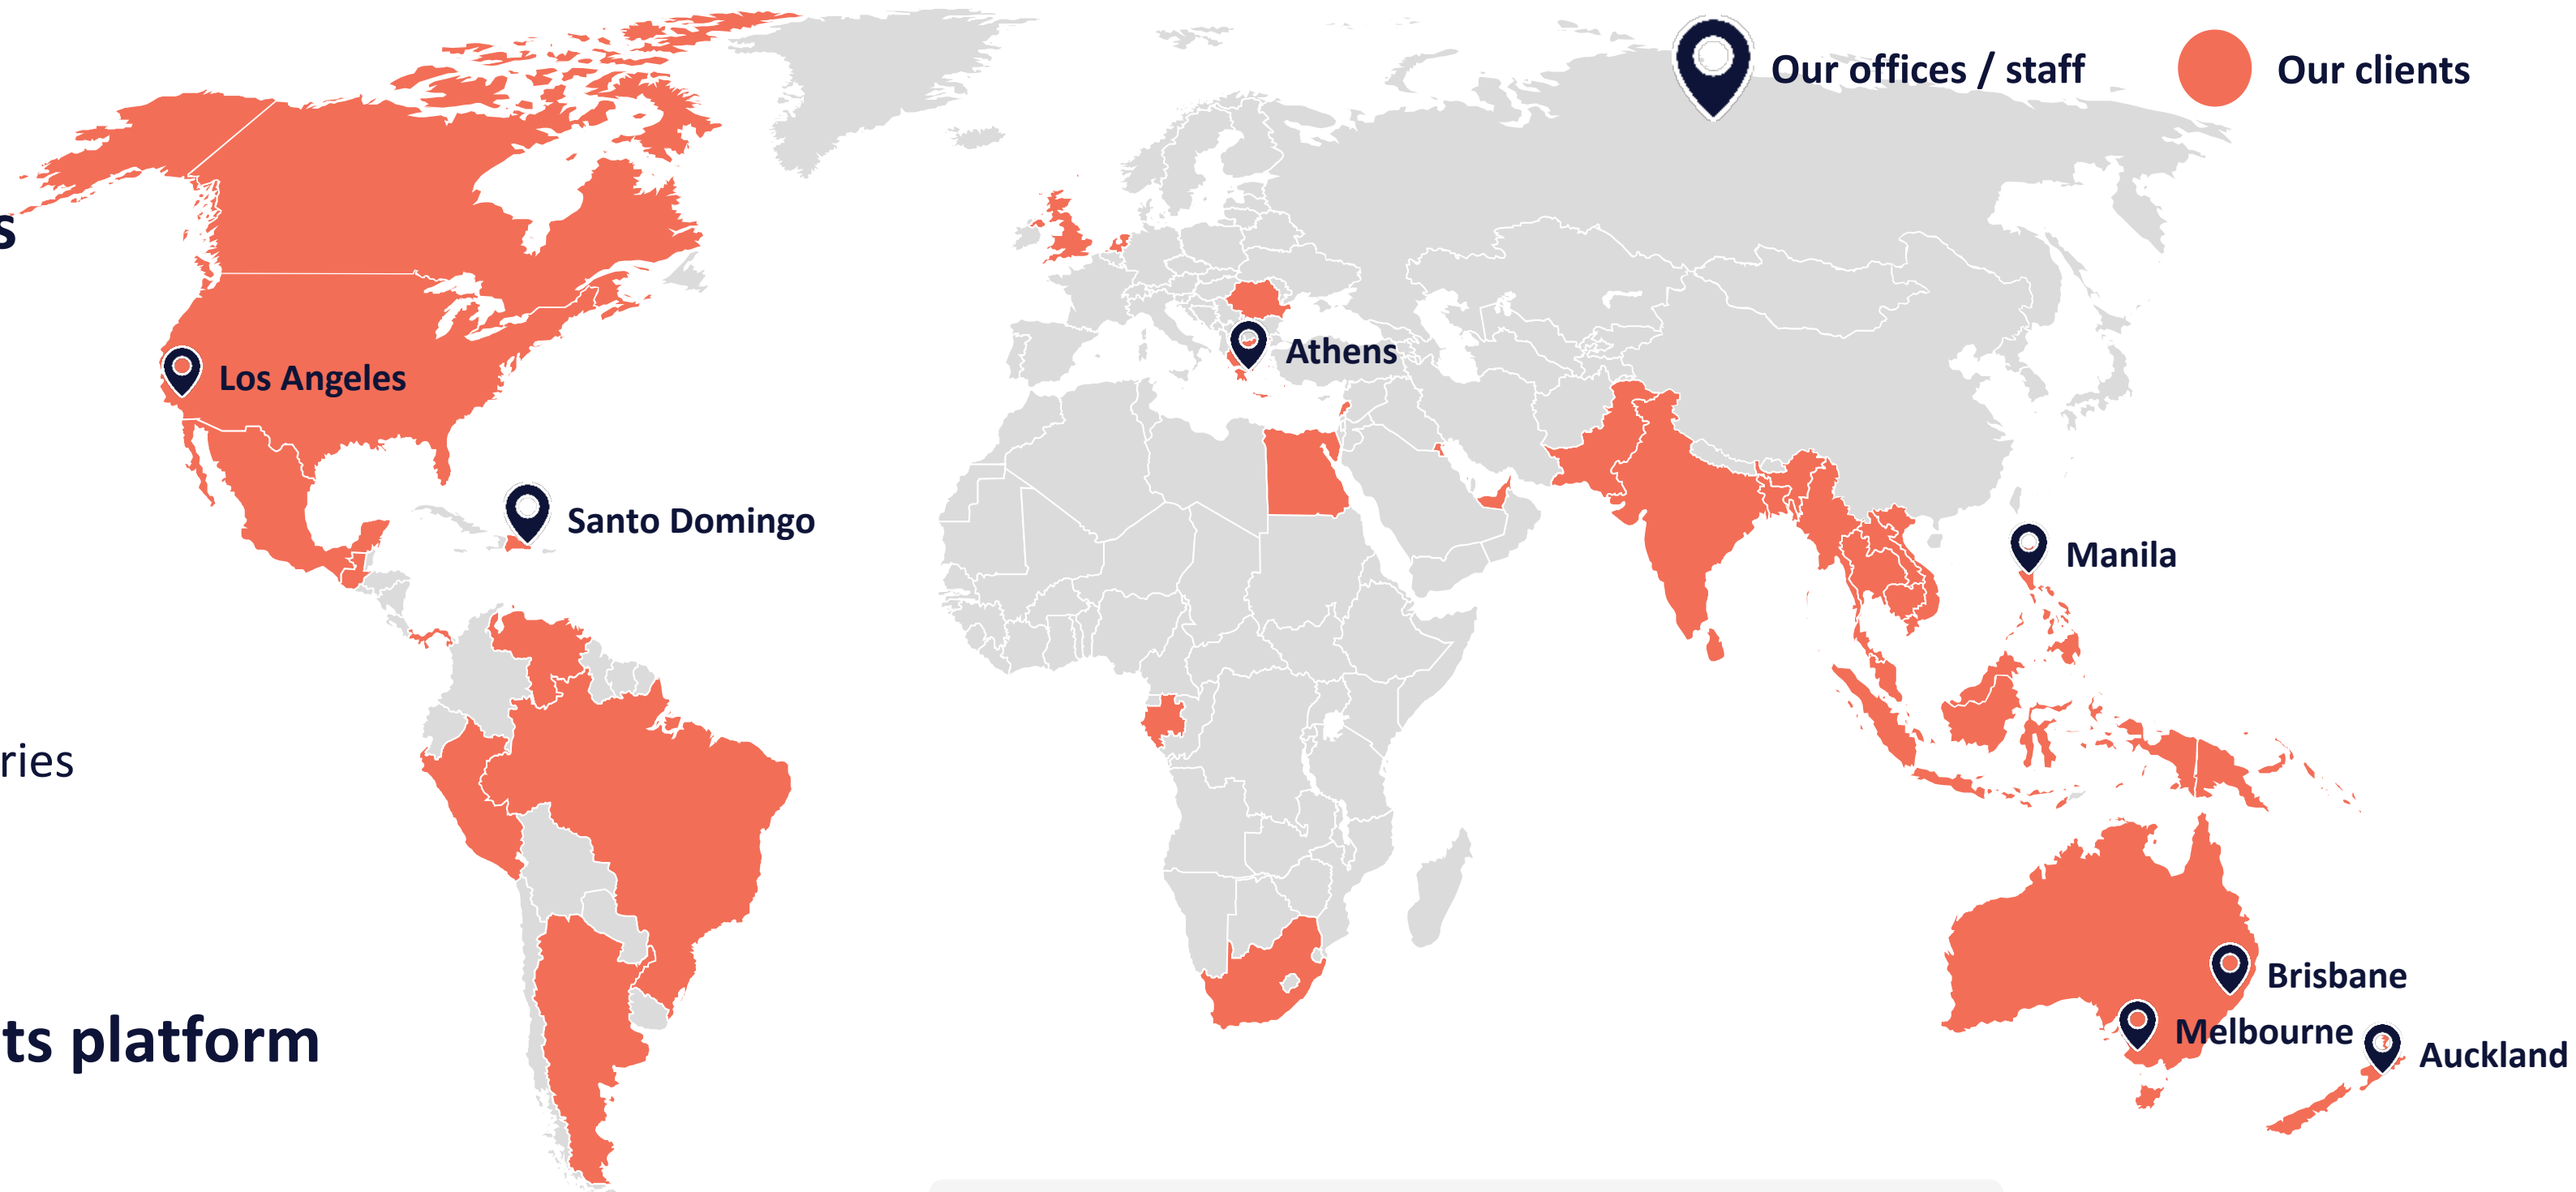 Our offices / staff
Our clients
s
Los Angeles
Athens
Santo Domingo
Manila
ries
Brisbane
Melbourne
Auckland
ts platform